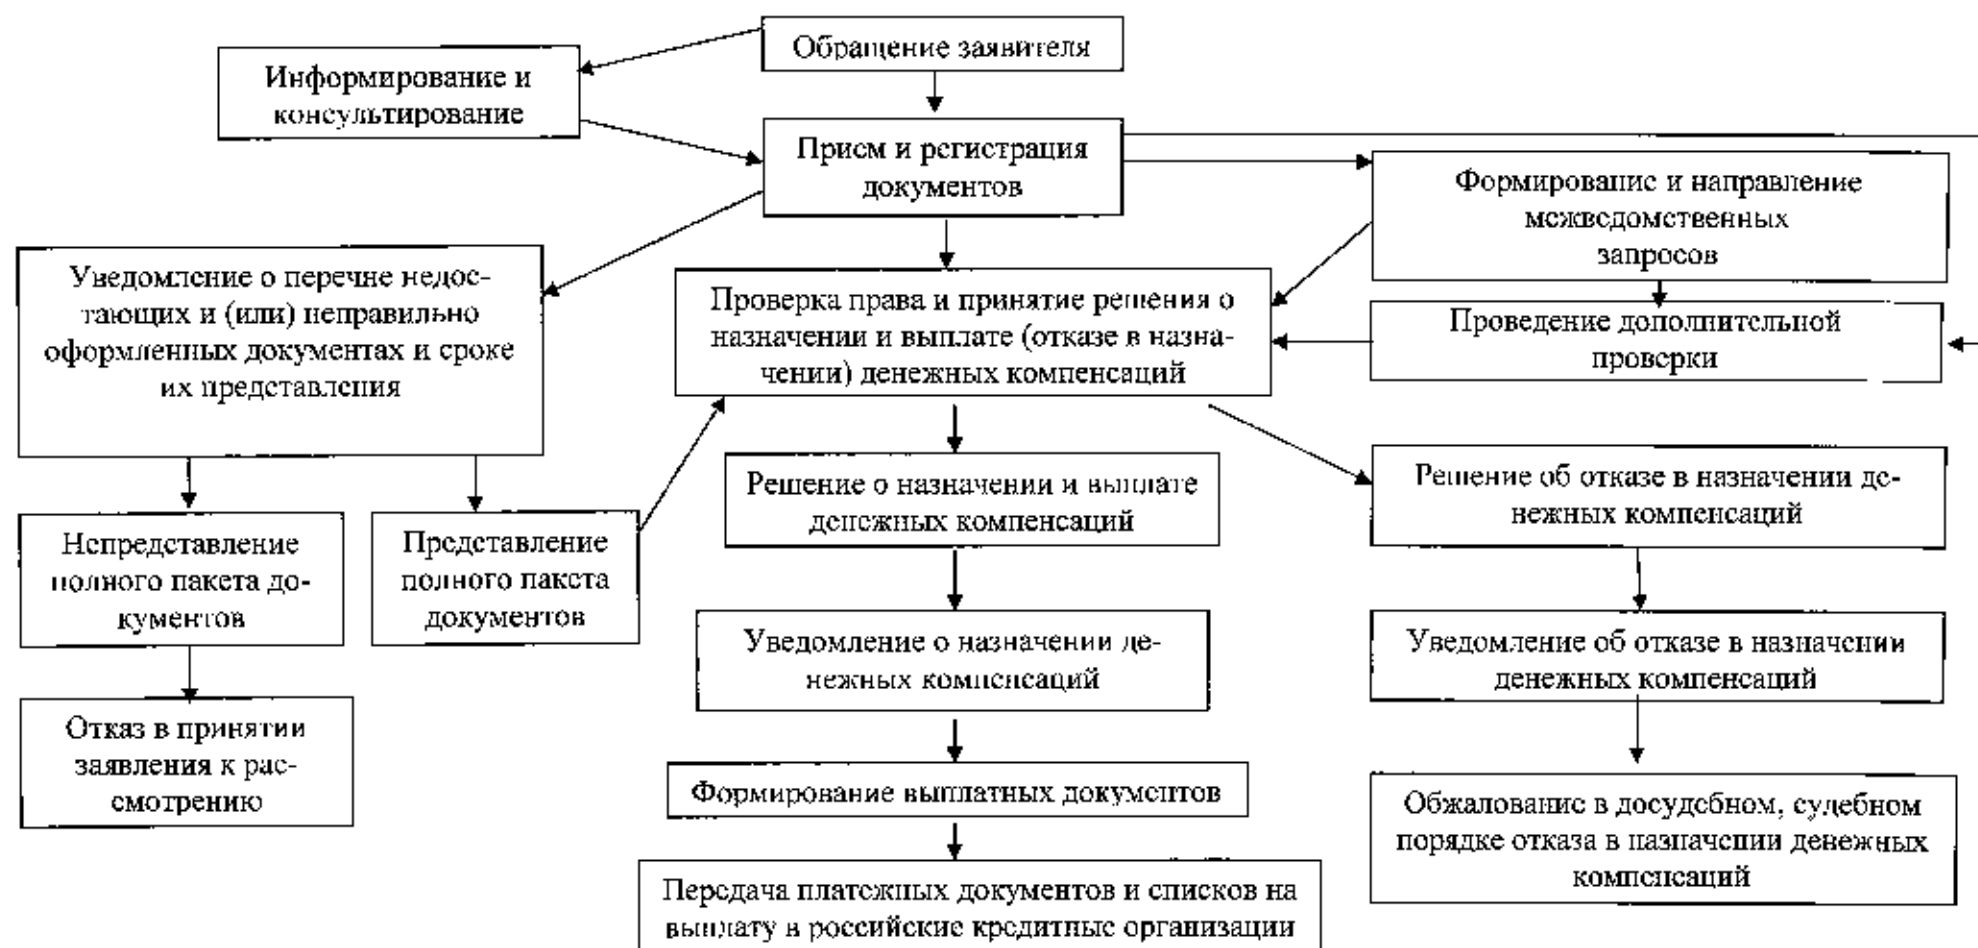 Обращение заявителя
Информирование и
консультирование
Прием и регистрация
документов
Формирование и направление
межведомственных
запросов
Уведомление о перечне недос-
тающих и (или) неправильно
оформленных документах и сроке
их представления
Проверка права и принятие решения о
назначении и выплате (отказе в назна-
чении) денежных компенсаций
Проведение дополнительной
проверки
Решение о назначении и выплате
денежных компенсаций
Решение об отказе в назначении де-
нежных компенсаций
Непредставление
полного пакета до-
кументов
Представление
полного пакета
документов
Уведомление о назначении де-
нежных компенсаций
Уведомление об отказе в назначении
денежных компенсаций
Отказ в принятии
заявления к рас-
смотрению
Формирование выплатных документов
Обжалование в досудебном, судебном
порядке отказа в назначении денежных
компенсаций
Передача платежных документов и списков на
выплату в российские кредитные организации